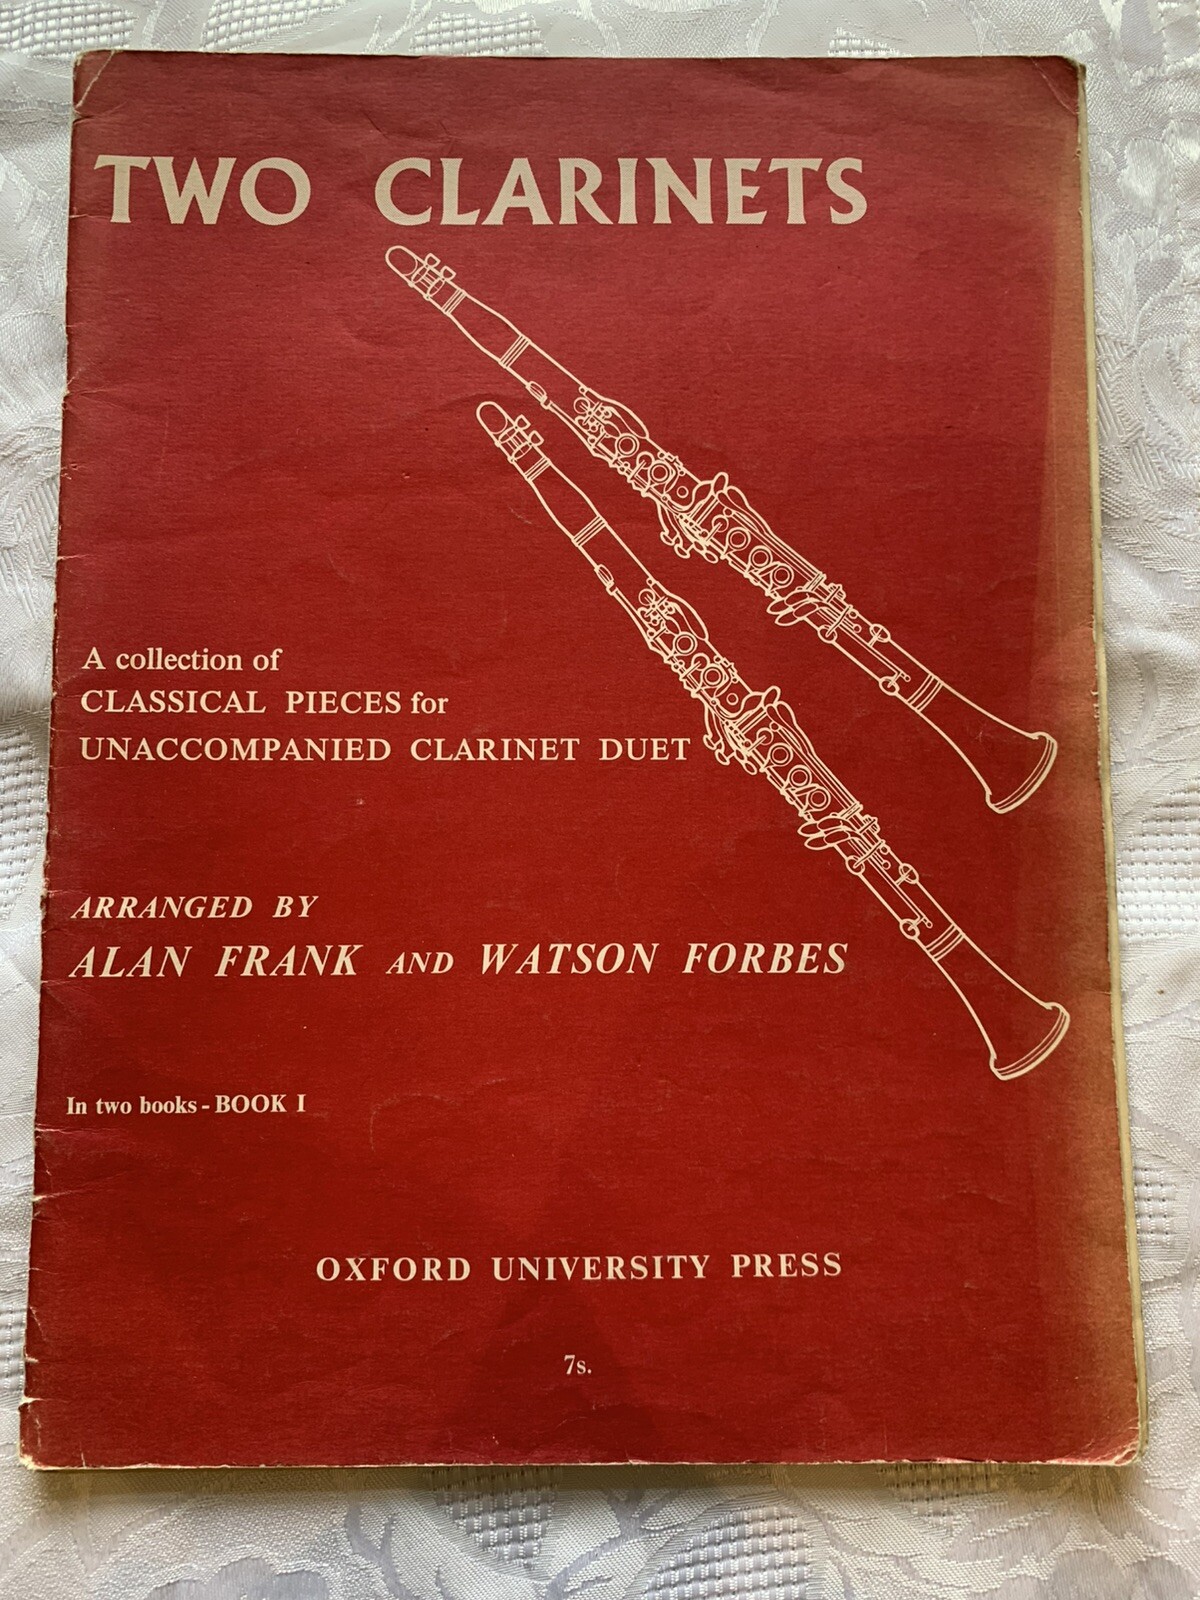 TWO CLARINETS
A collection of
CLASSICAL PIECES for
UNACCOMPANIED CLARINET DUET
ARRANGED BY
ALAN FRANK AND WATSON FORBES
In two books - BOOK I
OXFORD UNIVERSITY PRESS
7s.